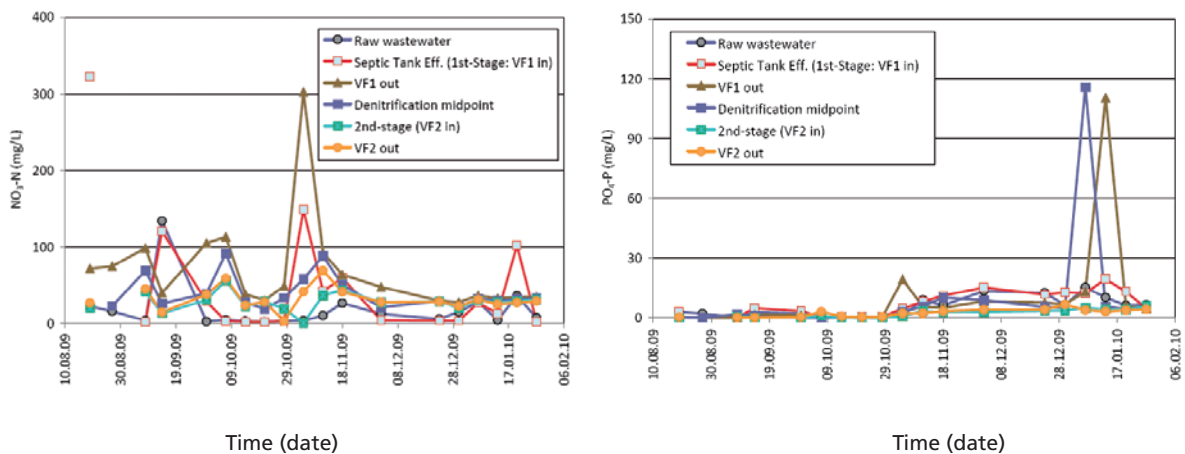 400
300
200
100
0
NO3-N (mg/L)
Raw wastewater
Septic Tank Eff. (1st-Stage: VF1 in)
VF1 out
Denitrification midpoint
2nd-stage (VF2 in)
VF2 out
10.08.09
30.08.09
19.09.09
09.10.09
29.10.09
18.11.09
08.12.09
28.12.09
17.01.10
06.02.10
Time (date)
150
120
90
60
30
0
PO4-P (mg/L)
Raw wastewater
Septic Tank Eff. (1st-Stage: VF1 in)
VF1 out
Denitrification midpoint
2nd-stage (VF2 in)
VF2 out
10.08.09
30.08.09
19.09.09
09.10.09
29.10.09
18.11.09
08.12.09
28.12.09
17.01.10
06.02.10
Time (date)